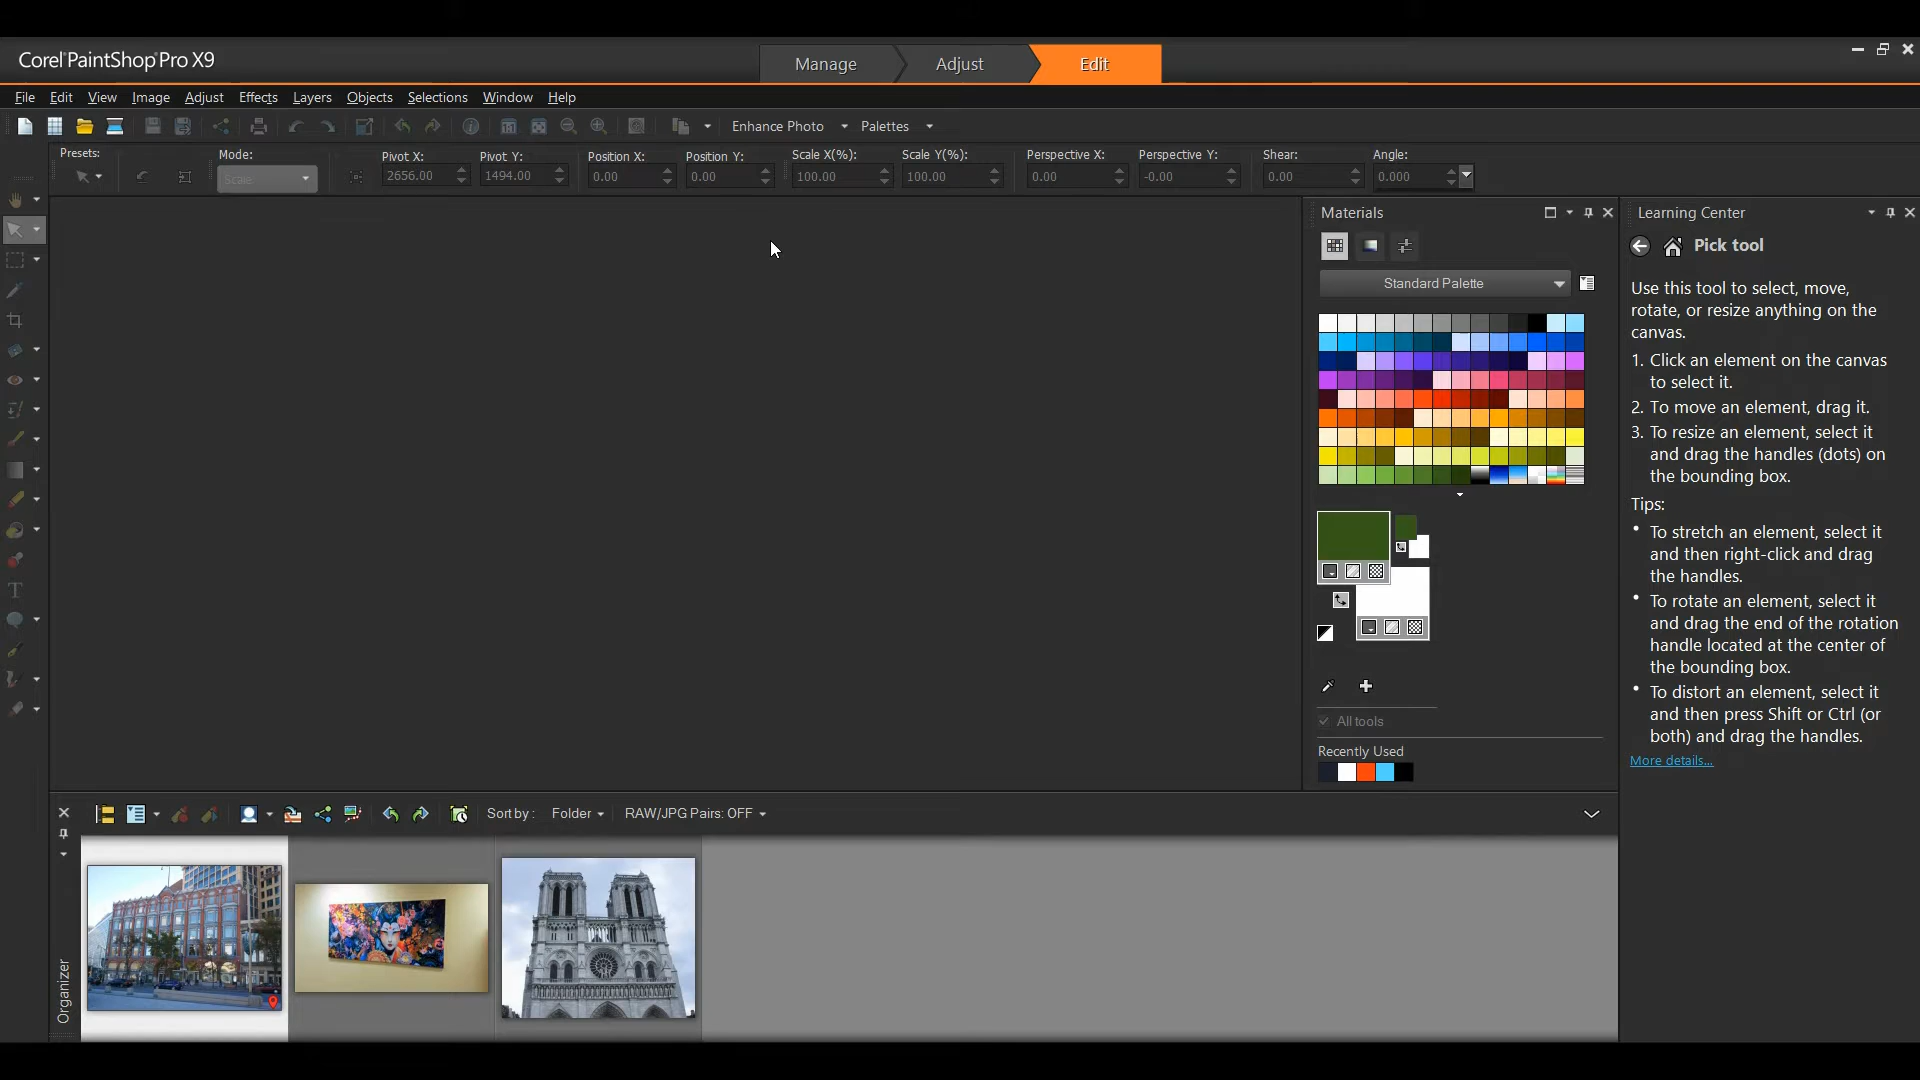 Corel PaintShop Pro X9
Manage
Adjust
Edit
File Edit View Image Adjust Effects Layers Objects Selections Window Help
Enhance Photo
Palettes
Presets:
Mode:
Scale
Pivot X:
2656.00
Pivot Y:
1494.00
Position X:
0.00
Position Y:
0.00
Scale X(%):
100.00
Scale Y(%):
100.00
Perspective X:
0.00
Perspective Y:
-0.00
Shear:
0.00
Angle:
0.000
Materials
Standard Palette
All tools
Recently Used
Learning Center
Pick tool
Use this tool to select, move,
rotate, or resize anything on the
canvas.
1. Click an element on the canvas
to select it.
2. To move an element, drag it.
3. To resize an element, select it
and drag the handles (dots) on
the bounding box.
Tips:
• To stretch an element, select it
and then right-click and drag
the handles.
• To rotate an element, select it
and drag the end of the rotation
handle located at the center of
the bounding box.
• To distort an element, select it
and then press Shift or Ctrl (or
both) and drag the handles.
More details...
Organizer
Sort by :
Folder
RAW/JPG Pairs: OFF